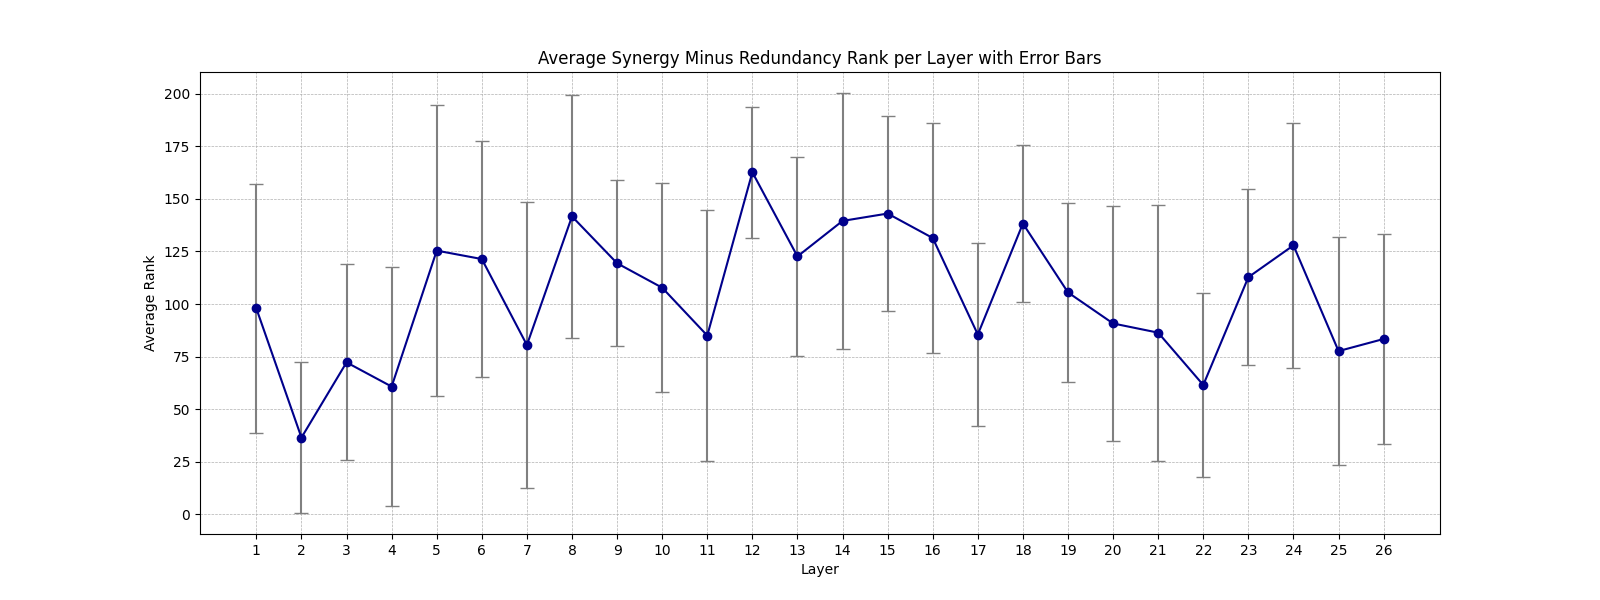 Average Synergy Minus Redundancy Rank per Layer with Error Bars
200
175
150
125
100
75
50
25
0
Average Rank
1 2 3 4 5 6 7 8 9 10 11 12 13 14 15 16 17 18 19 20 21 22 23 24 25 26
Layer